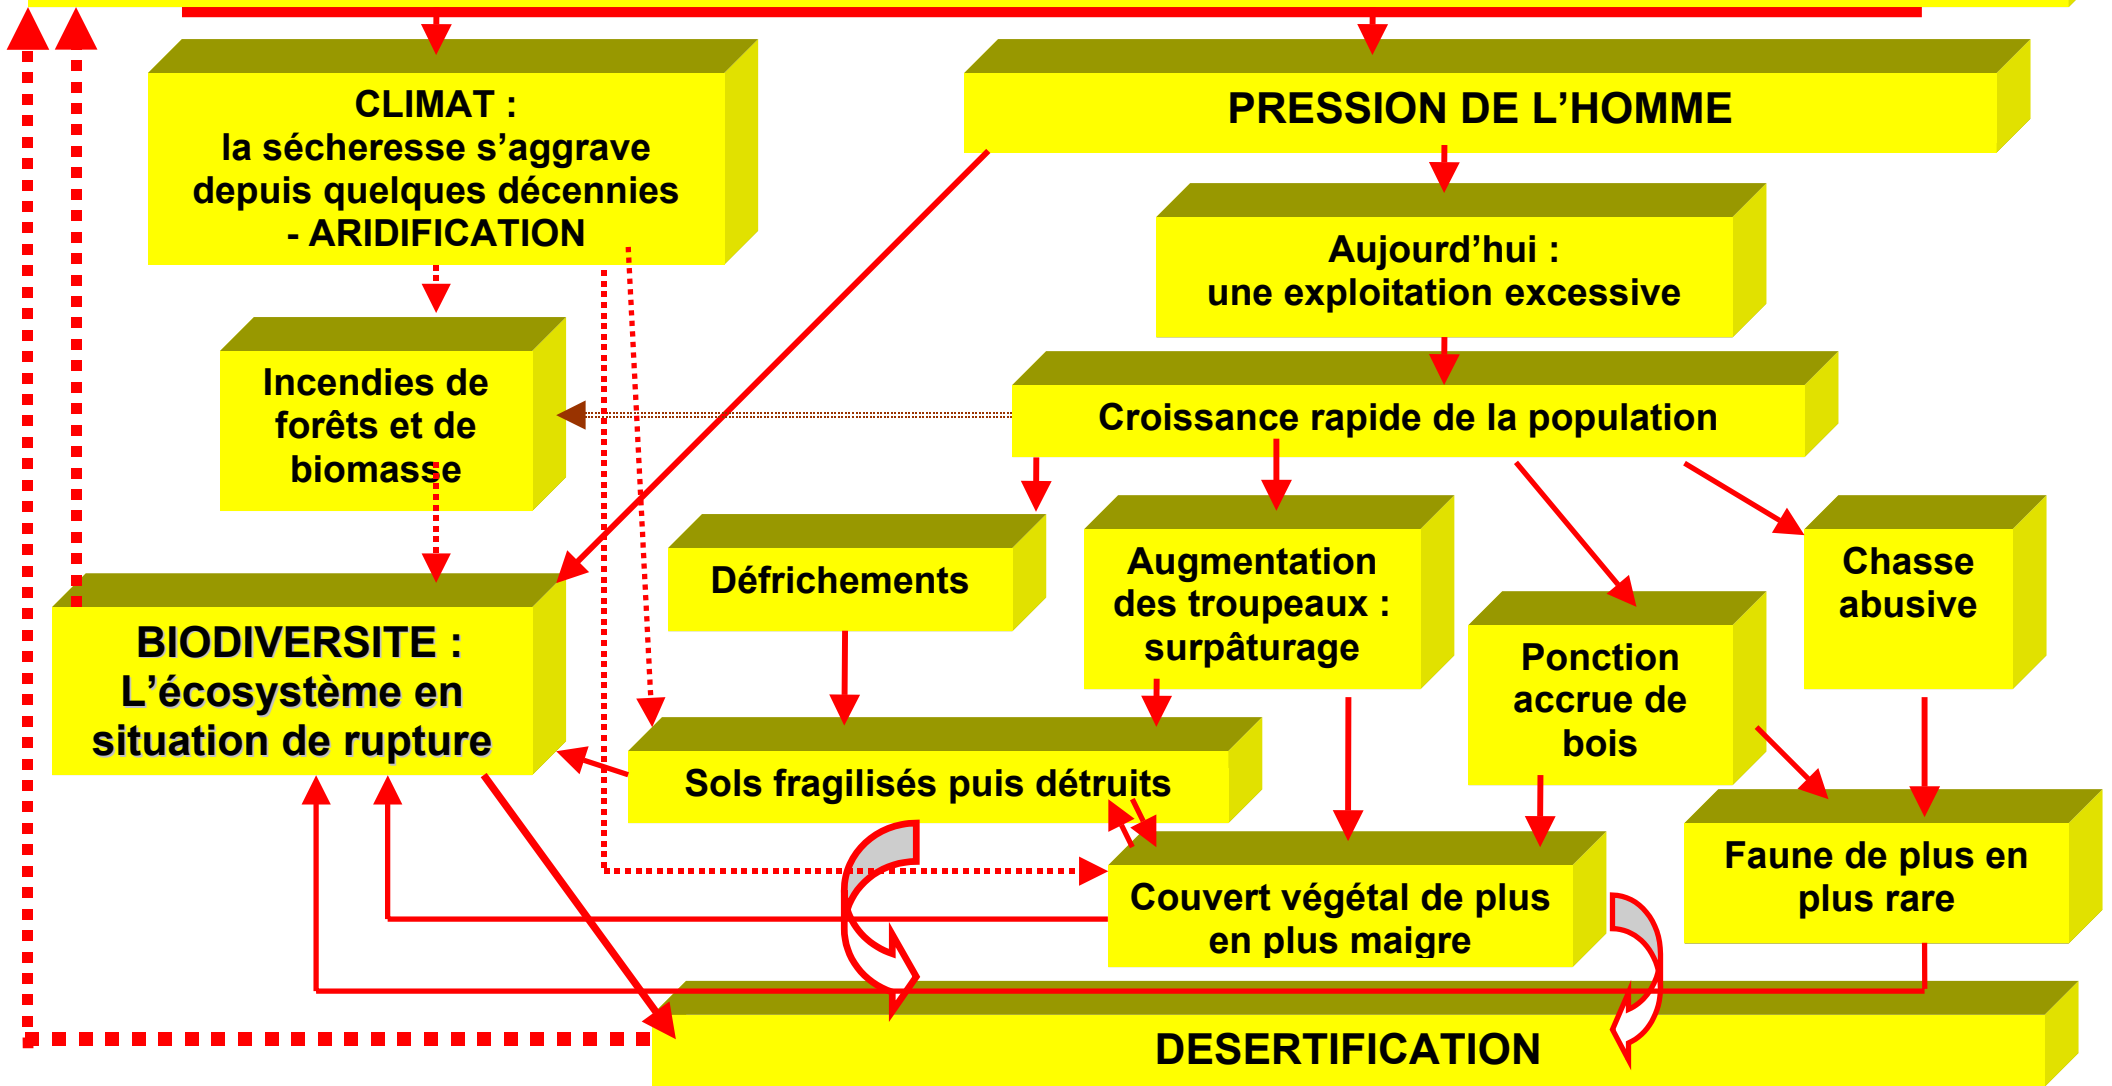 CLIMAT :
la sécheresse s’aggrave
depuis quelques décennies
- ARIDIFICATION
PRESSION DE L’HOMME
Aujourd’hui :
une exploitation excessive
Incendies de
forêts et de
biomasse
Croissance rapide de la population
Défrichements
Augmentation
des troupeaux :
surpâturage
Chasse
abusive
BIODIVERSITE :
L’écosystème en
situation de rupture
Ponction
accrue de
bois
Sols fragilisés puis détruits
Couvert végétal de plus
en plus maigre
Faune de plus en
plus rare
DESERTIFICATION